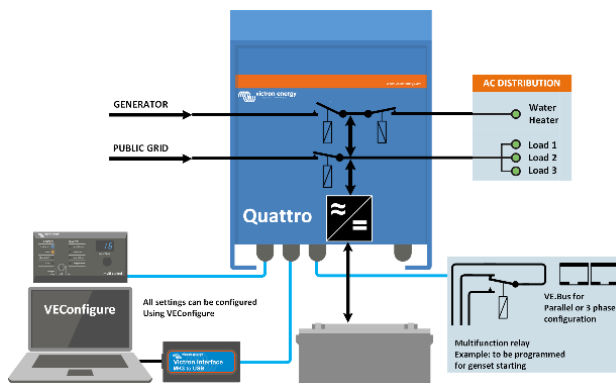 victron energy
AC DISTRIBUTION
GENERATOR
Water
Heater
PUBLIC GRID
Load 1
Load 2
Load 3
Quattro
VEConfigure
All settings can be configured
Using VEConfigure
Victron Interface
MK3 to USB
VE.Bus for
Parallel or 3 phase
configuration
Multifunction relay
Example: to be programmed
for genset starting